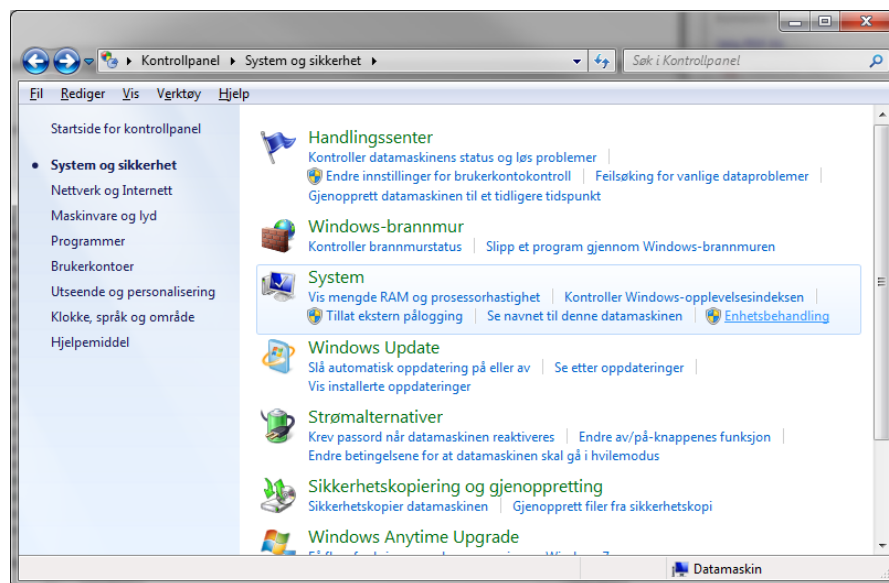 Kontrollpanel ▸ System og sikkerhet ▸
Søk i Kontrollpanel
Fil Rediger Vis Verktøy Hjelp
Startside for kontrollpanel
System og sikkerhet
Nettverk og Internett
Maskinvare og lyd
Programmer
Brukerkontoer
Utseende og personalisering
Klokke, språk og område
Hjelpemiddel
Handlingssenter
Kontroller datamaskinens status og løs problemer
Endre innstillinger for brukerkontokontroll Feilsøking for vanlige dataproblemer
Gjenopprett datamaskinen til et tidligere tidspunkt
Windows-brannmur
Kontroller brannmurstatus Slipp et program gjennom Windows-brannmuren
System
Vis mengde RAM og prosessorhastighet Kontroller Windows-opplevelsesindeksen
Tillat ekstern pålogging Se navnet til denne datamaskinen Enhetsbehandling
Windows Update
Slå automatisk oppdatering på eller av Se etter oppdateringer
Vis installerte oppdateringer
Strømalternativer
Krev passord når datamaskinen reaktiveres Endre av/på-knappenes funksjon
Endre betingelsene for at datamaskinen skal gå i hvilemodus
Sikkerhetskopiering og gjenoppretting
Sikkerhetskopier datamaskinen Gjenopprett filer fra sikkerhetskopi
Windows Anytime Upgrade
Datamaskin